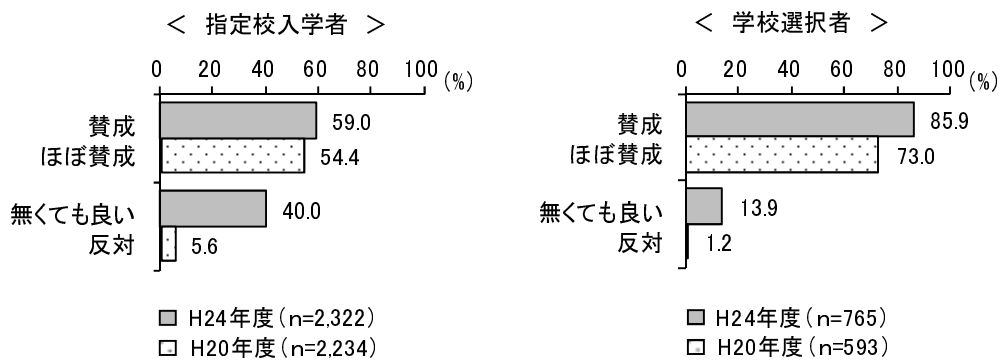 < 指定校入学者 >
0 20 40 60 80 100 (%)
賛成 59.0
ほぼ賛成 54.4
無くても良い 40.0
反対 5.6
H24年度(n=2,322)
H20年度(n=2,234)
< 学校選択者 >
0 20 40 60 80 100 (%)
賛成 85.9
ほぼ賛成 73.0
無くても良い 13.9
反対 1.2
H24年度(n=765)
H20年度(n=593)